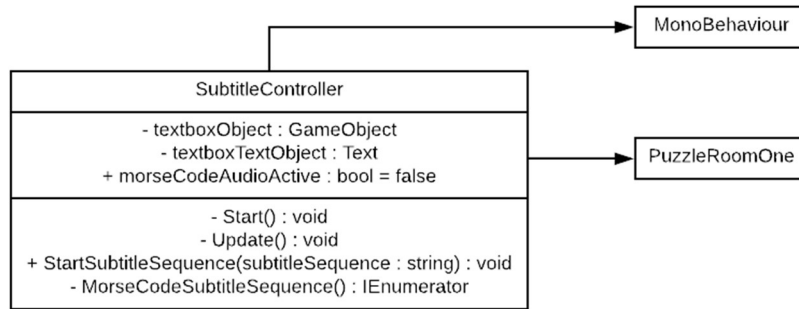 MonoBehaviour
SubtitleController
- textboxObject : GameObject
- textboxTextObject : Text
+ morseCodeAudioActive : bool = false
PuzzleRoomOne
- Start() : void
- Update() : void
+ StartSubtitleSequence(subtitleSequence : string) : void
- MorseCodeSubtitleSequence() : IEnumerator